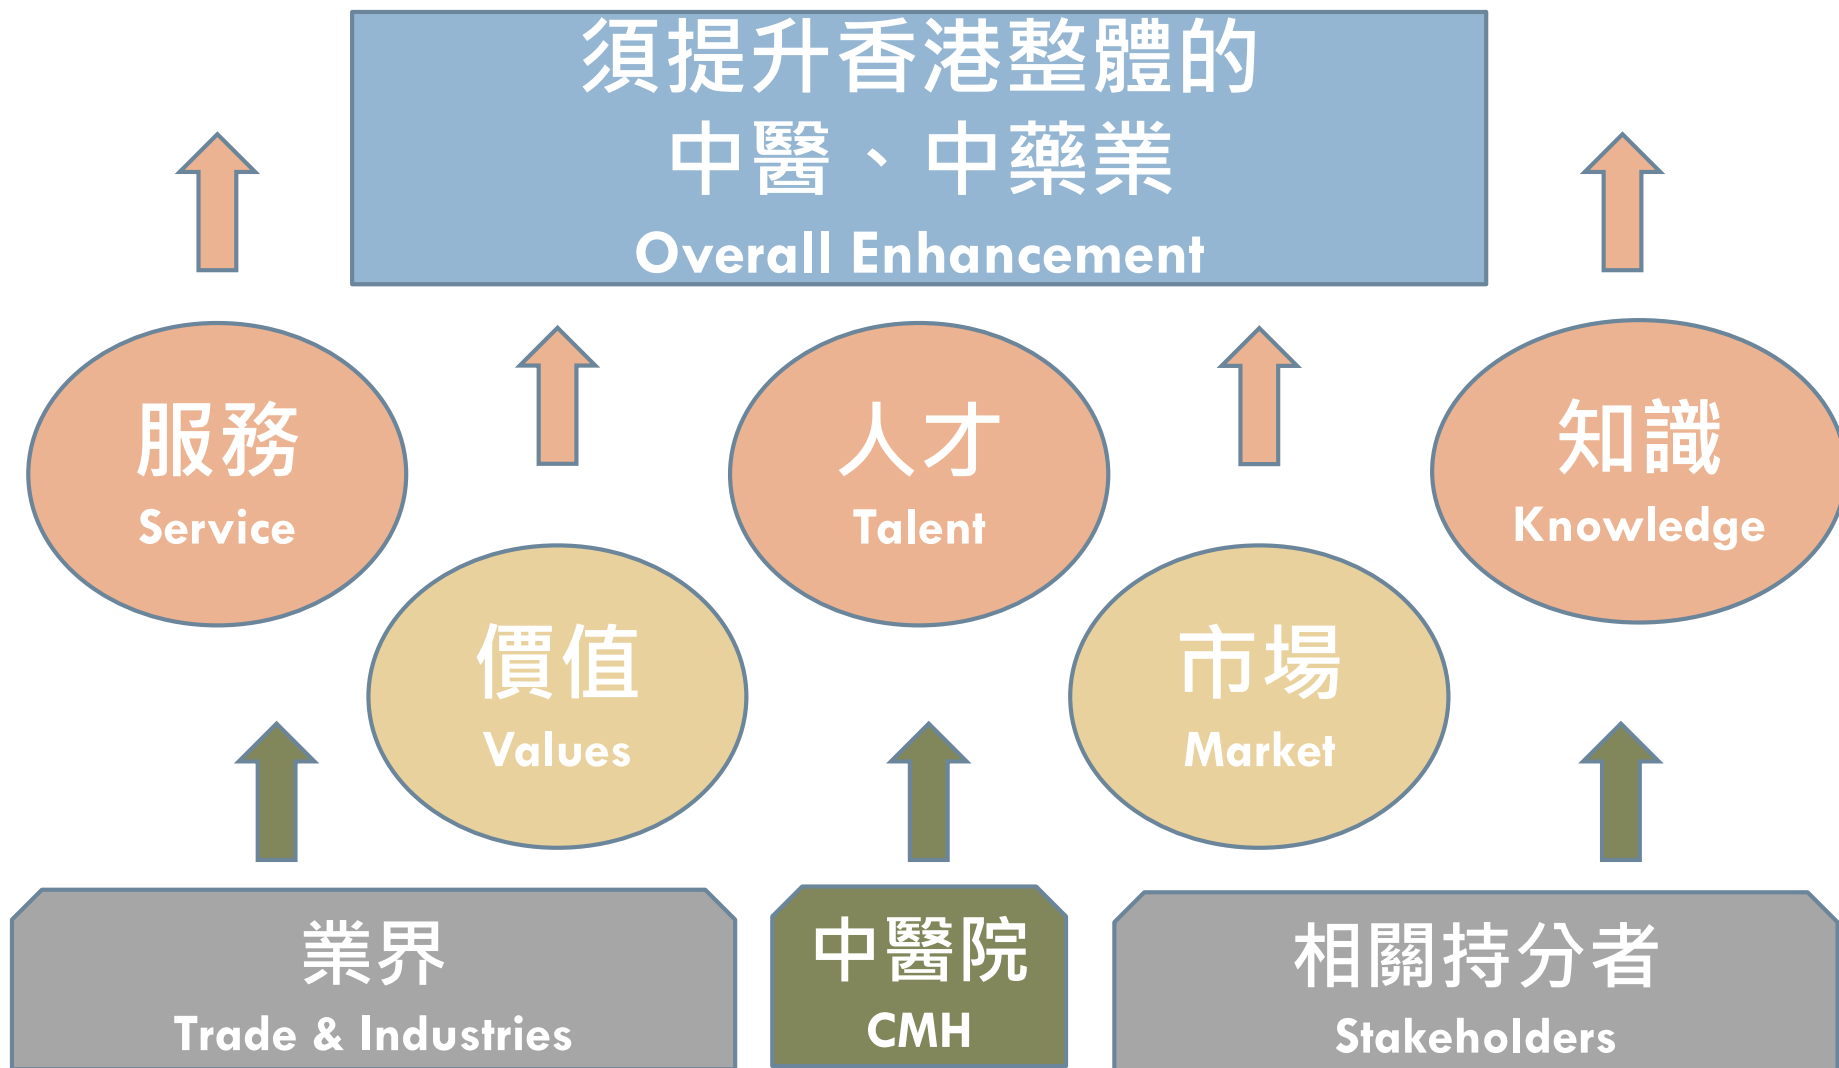 須提升香港整體的
中醫、中藥業
Overall Enhancement
服務
Service
人才
Talent
知識
Knowledge
價值
Values
市場
Market
業界
Trade & Industries
中醫院
CMH
相關持分者
Stakeholders